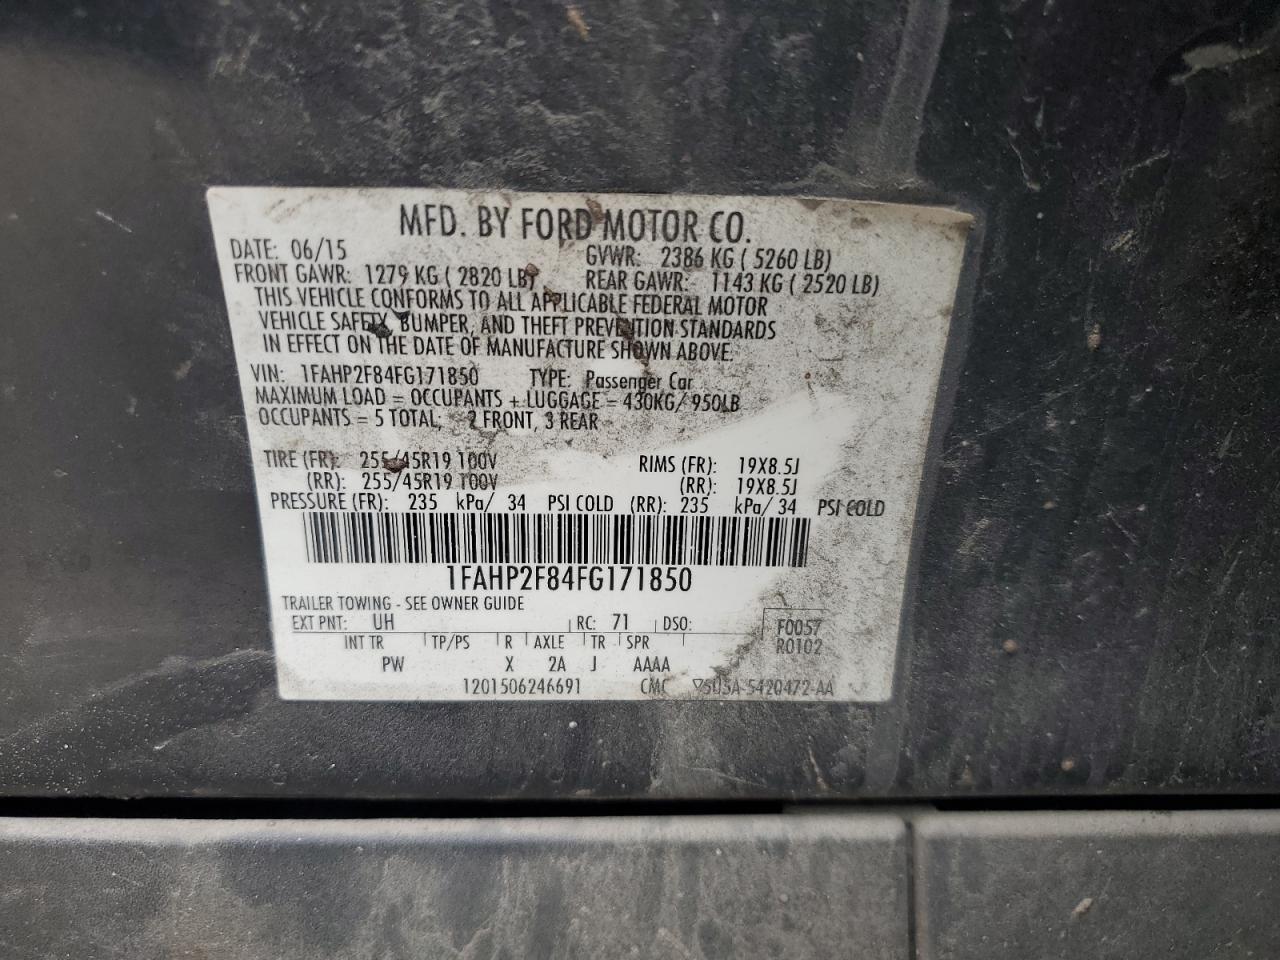 MFD. BY FORD MOTOR CO.
DATE: 06/15 GVWR: 2386 KG ( 5260 LB)
FRONT GAWR: 1279 KG ( 2820 LB) REAR GAWR: 1143 KG ( 2520 LB)
THIS VEHICLE CONFORMS TO ALL APPLICABLE FEDERAL MOTOR
VEHICLE SAFETY, BUMPER, AND THEFT PREVENTION STANDARDS
IN EFFECT ON THE DATE OF MANUFACTURE SHOWN ABOVE.
VIN: 1FAHP2F84FG171850 TYPE: Passenger Car
MAXIMUM LOAD = OCCUPANTS + LUGGAGE = 430KG/ 950LB
OCCUPANTS = 5 TOTAL; 2 FRONT, 3 REAR
TIRE (FR): 255/45R19 100V RIMS (FR): 19X8.5J
(RR): 255/45R19 100V (RR): 19X8.5J
PRESSURE (FR): 235 kPa/ 34 PSI COLD (RR): 235 kPa/ 34 PSI COLD
1FAHP2F84FG171850
TRAILER TOWING - SEE OWNER GUIDE
EXT PNT: UH RC: 71 DSO: F0057
INT TR TP/PS R AXLE TR SPR R0102
PW X 2A J AAAA
1201506246691 CMC 5U5A-5420472-AA